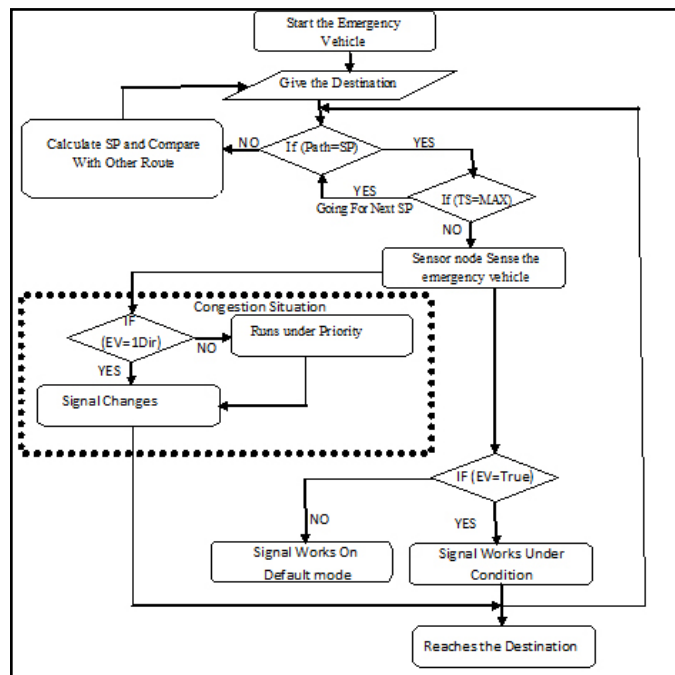 Start the Emergency
Vehicle
Give the Destination
Calculate SP and Compare
With Other Route
NO
If (Path=SP)
YES
YES
Going For Next SP
If (TS=MAX)
NO
Sensor node Sense the
emergency vehicle
Congestion Situation
IF
(EV=1Dir)
NO
Runs under Priority
YES
Signal Changes
IF (EV=True)
NO
YES
Signal Works On
Default mode
Signal Works Under
Condition
Reaches the Destination